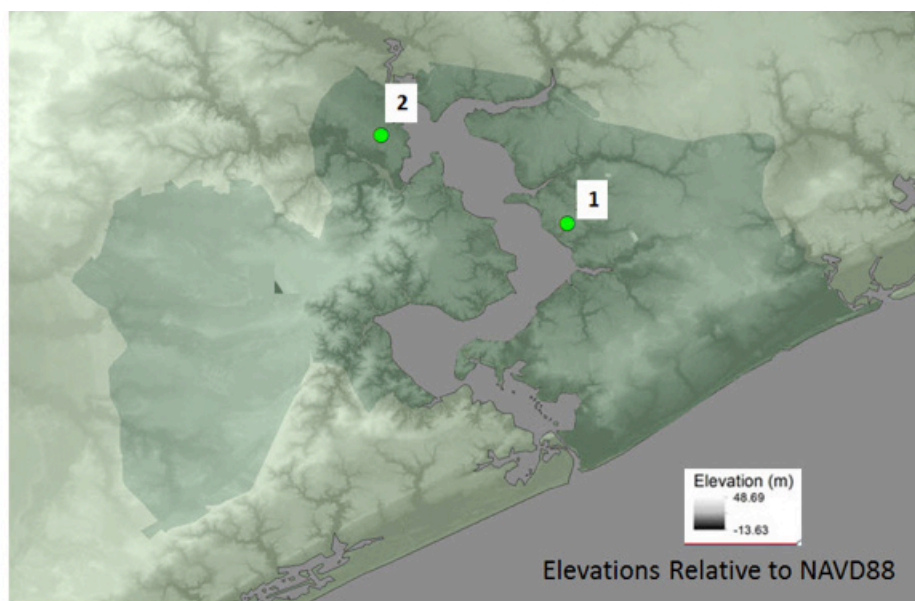 2
1
Elevation (m)
48.69
-13.63
Elevations Relative to NAVD88